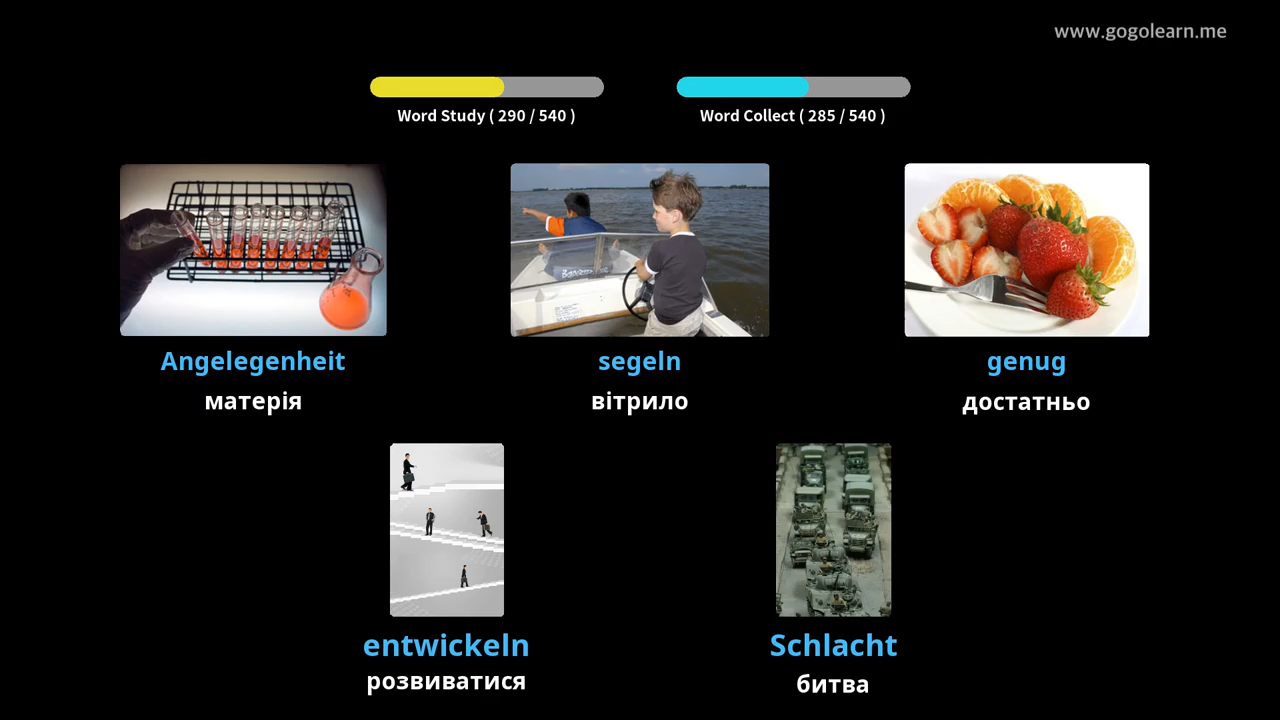 www.gogolearn.me
Word Study ( 290 / 540 )
Word Collect ( 285 / 540 )
Angelegenheit
матерія
segeln
вітрило
genug
достатньо
entwickeln
розвиватися
Schlacht
битва